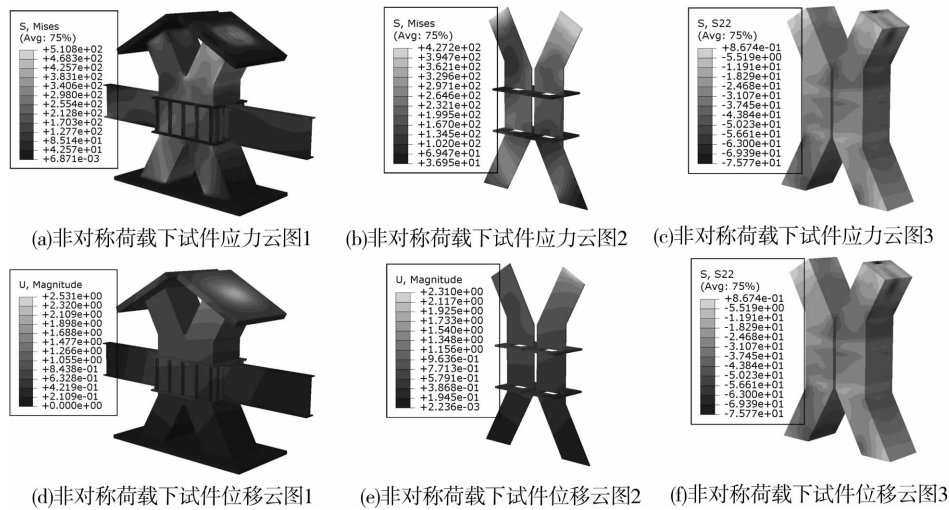 S, Mises
(Avg: 75%)
+5.108e+02
+4.683e+02
+4.257e+02
+3.831e+02
+3.406e+02
+2.980e+02
+2.554e+02
+2.128e+02
+1.703e+02
+1.277e+02
+8.514e+01
+4.257e+01
+6.871e-03
S, Mises
(Avg: 75%)
+4.272e+02
+3.947e+02
+3.621e+02
+3.296e+02
+2.971e+02
+2.646e+02
+2.321e+02
+1.995e+02
+1.670e+02
+1.345e+02
+1.020e+02
+6.947e+01
+3.695e+01
S, S22
(Avg: 75%)
+8.674e-01
-5.519e+00
-1.191e+01
-1.829e+01
-2.468e+01
-3.107e+01
-3.745e+01
-4.384e+01
-5.023e+01
-5.661e+01
-6.300e+01
-6.939e+01
-7.577e+01
(a)非对称荷载下试件应力云图1
(b)非对称荷载下试件应力云图2
(c)非对称荷载下试件应力云图3
U, Magnitude
+2.531e+00
+2.320e+00
+2.109e+00
+1.898e+00
+1.688e+00
+1.477e+00
+1.266e+00
+1.055e+00
+8.438e-01
+6.328e-01
+4.219e-01
+2.109e-01
+0.000e+00
U, Magnitude
+2.310e+00
+2.117e+00
+1.925e+00
+1.733e+00
+1.540e+00
+1.348e+00
+1.156e+00
+9.636e-01
+7.713e-01
+5.791e-01
+3.868e-01
+1.945e-01
+2.236e-03
S, S22
(Avg: 75%)
+8.674e-01
-5.519e+00
-1.191e+01
-1.829e+01
-2.468e+01
-3.107e+01
-3.745e+01
-4.384e+01
-5.023e+01
-5.661e+01
-6.300e+01
-6.939e+01
-7.577e+01
(d)非对称荷载下试件位移云图1
(e)非对称荷载下试件位移云图2
(f)非对称荷载下试件位移云图3